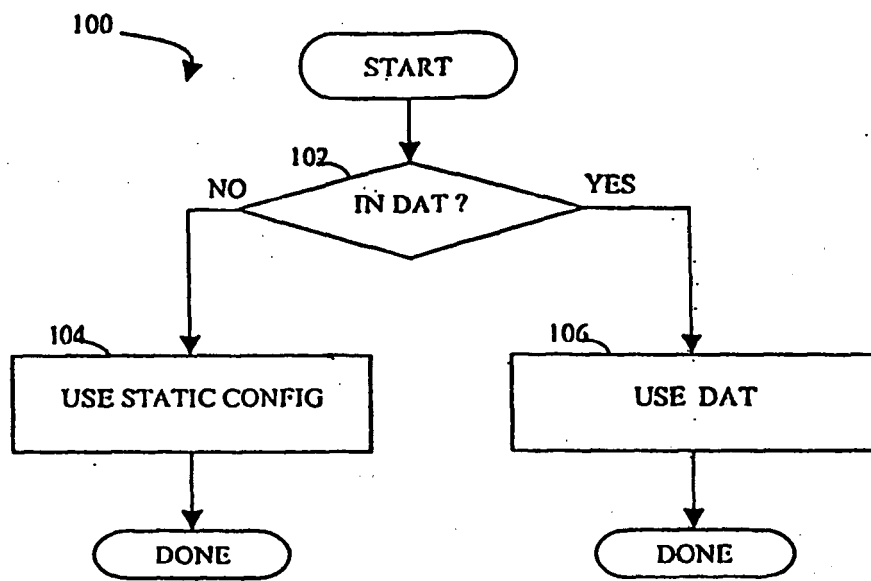 100
START
102
NO
IN DAT ?
YES
104
USE STATIC CONFIG
106
USE DAT
DONE
DONE